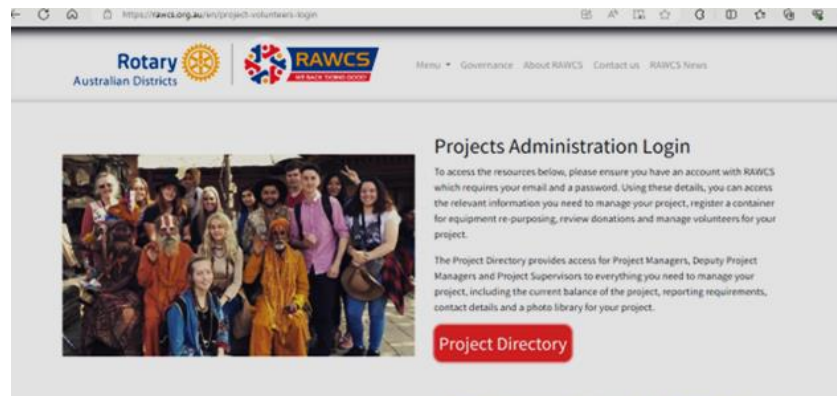 https://rawcs.org.au/en/project-volunteers-login
Rotary
Australian Districts
RAWCS
WE BACK 'DOING GOOD'
Menu Governance About RAWCS Contact us RAWCS News
Projects Administration Login
To access the resources below, please ensure you have an account with RAWCS
which requires your email and a password. Using these details, you can access
the relevant information you need to manage your project, register a container
for equipment re-purposing, review donations and manage volunteers for your
project.
The Project Directory provides access for Project Managers, Deputy Project
Managers and Project Supervisors to everything you need to manage your
project, including the current balance of the project, reporting requirements,
contact details and a photo library for your project.
Project Directory